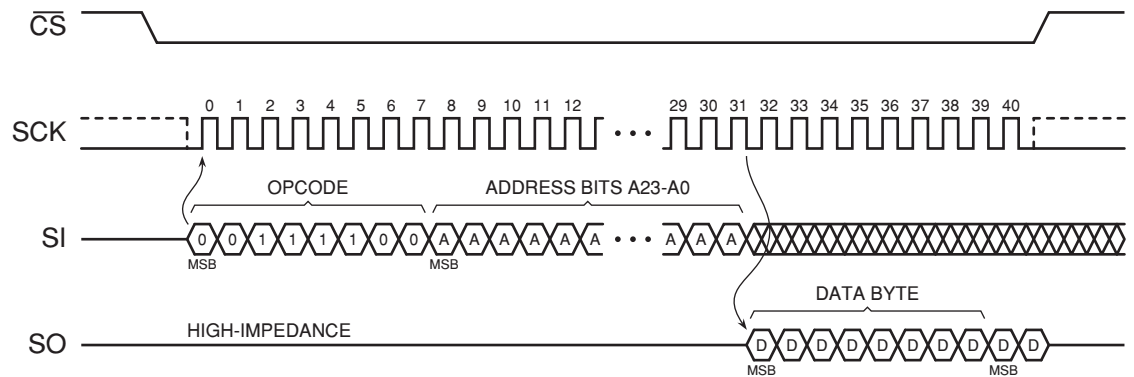 CS
0 1 2 3 4 5 6 7 8 9 10 11 12 29 30 31 32 33 34 35 36 37 38 39 40
SCK
OPCODE ADDRESS BITS A23-A0
SI 0 0 1 1 1 1 0 0 A A A A A A A A A
MSB MSB
DATA BYTE
HIGH-IMPEDANCE
SO D D D D D D D D D D
MSB MSB